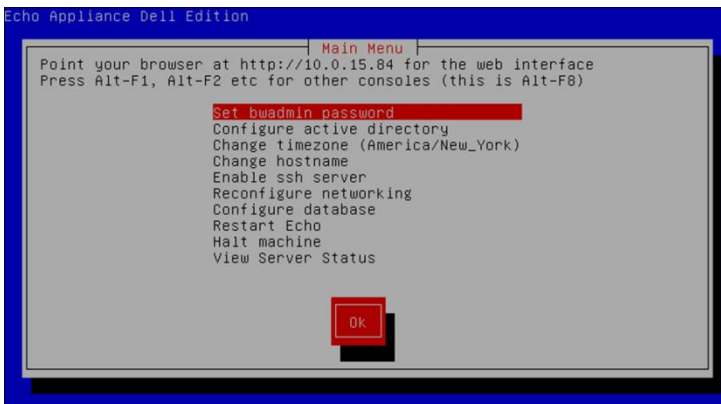 Echo Appliance Dell Edition
Main Menu
Point your browser at http://10.0.15.84 for the web interface
Press Alt-F1, Alt-F2 etc for other consoles (this is Alt-F8)
Set bwadmin password
Configure active directory
Change timezone (America/New_York)
Change hostname
Enable ssh server
Reconfigure networking
Configure database
Restart Echo
Halt machine
View Server Status
Ok